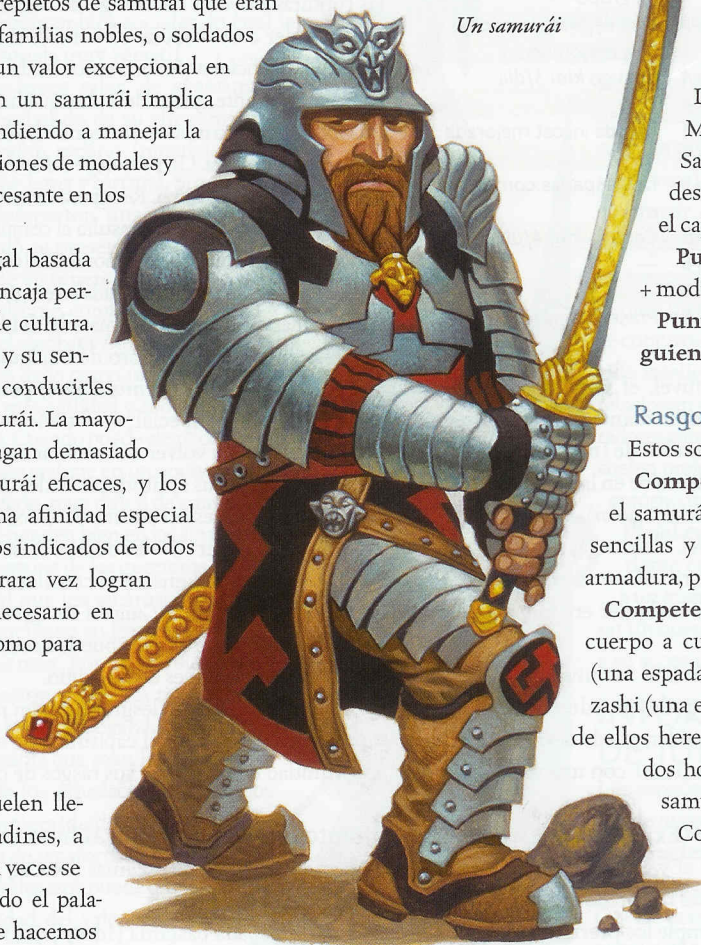 repletos de samurái que eran
familias nobles, o soldados
un valor excepcional en
un samurái implica
ndiendo a manejar la
iones de modales y
cesante en los
gal basada
ncaja per-
e cultura.
y su sen-
conducirles
urái. La mayo-
agan demasiado
urái eficaces, y los
na afinidad especial
os indicados de todos
rara vez logran
ecesario en
omo para
uelen lle-
adines, a
veces se
do el pala-
e hacemos
Un samurái
Sa
des
el ca
Pu
+ mod
Pun
guien
Rasgo
Estos so
Compe
el samurá
sencillas y
armadura, p
Compete
cuerpo a cu
(una espada
zashi (una e
de ellos here
dos ho
samu
Co